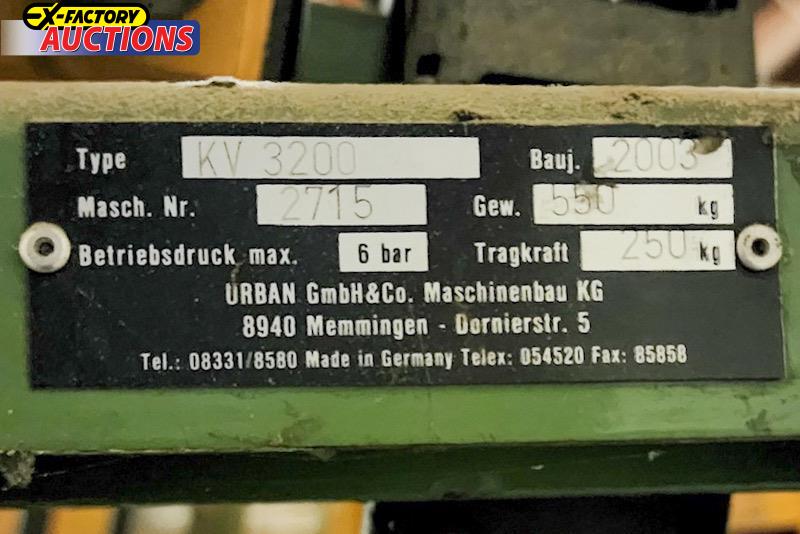 EX-FACTORY
AUCTIONS
Type KV 3200 Bauj. 2003
Masch. Nr. 2715 Gew. 550 kg
Betriebsdruck max. 6 bar Tragkraft 250 kg
URBAN GmbH&Co. Maschinenbau KG
8940 Memmingen - Dornierstr. 5
Tel.: 08331/8580 Made in Germany Telex: 054520 Fax: 85858